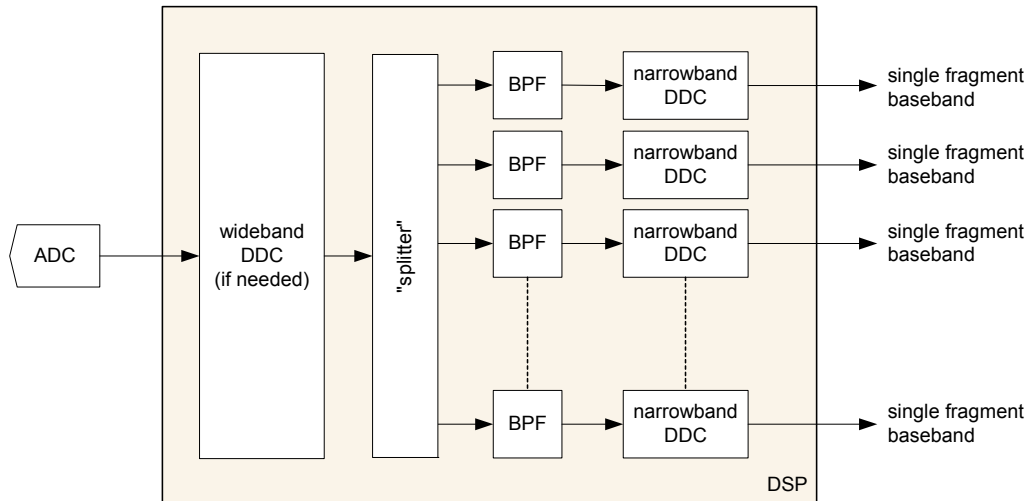 BPF
narrowband
DDC
single fragment
baseband
BPF
narrowband
DDC
single fragment
baseband
ADC
wideband
DDC
(if needed)
"splitter"
BPF
narrowband
DDC
single fragment
baseband
BPF
narrowband
DDC
single fragment
baseband
DSP